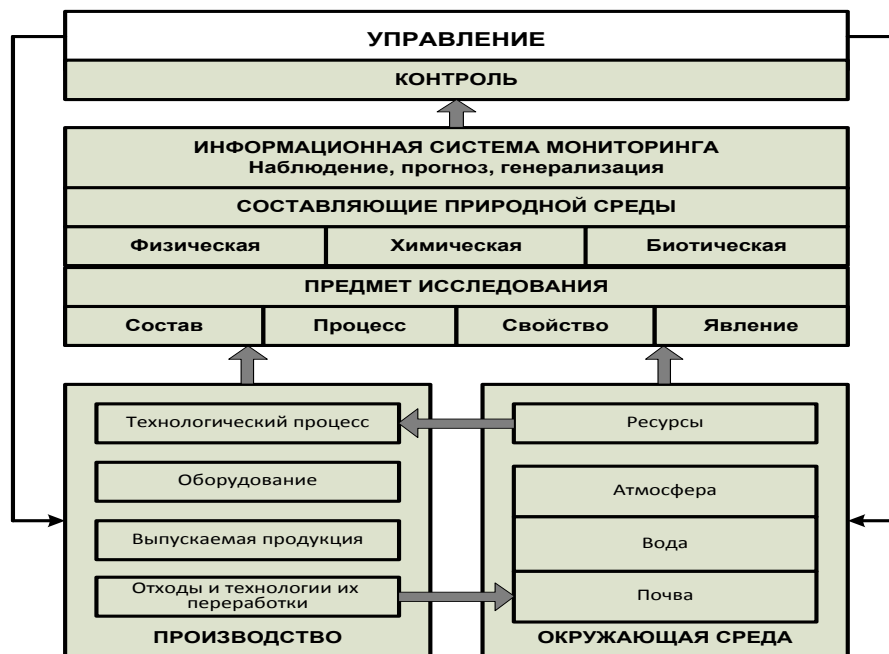 УПРАВЛЕНИЕ
КОНТРОЛЬ
ИНФОРМАЦИОННАЯ СИСТЕМА МОНИТОРИНГА
Наблюдение, прогноз, генерализация
СОСТАВЛЯЮЩИЕ ПРИРОДНОЙ СРЕДЫ
Физическая
Химическая
Биотическая
ПРЕДМЕТ ИССЛЕДОВАНИЯ
Состав
Процесс
Свойство
Явление
Технологический процесс
Оборудование
Выпускаемая продукция
Отходы и технологии их
переработки
ПРОИЗВОДСТВО
Ресурсы
Атмосфера
Вода
Почва
ОКРУЖАЮЩАЯ СРЕДА